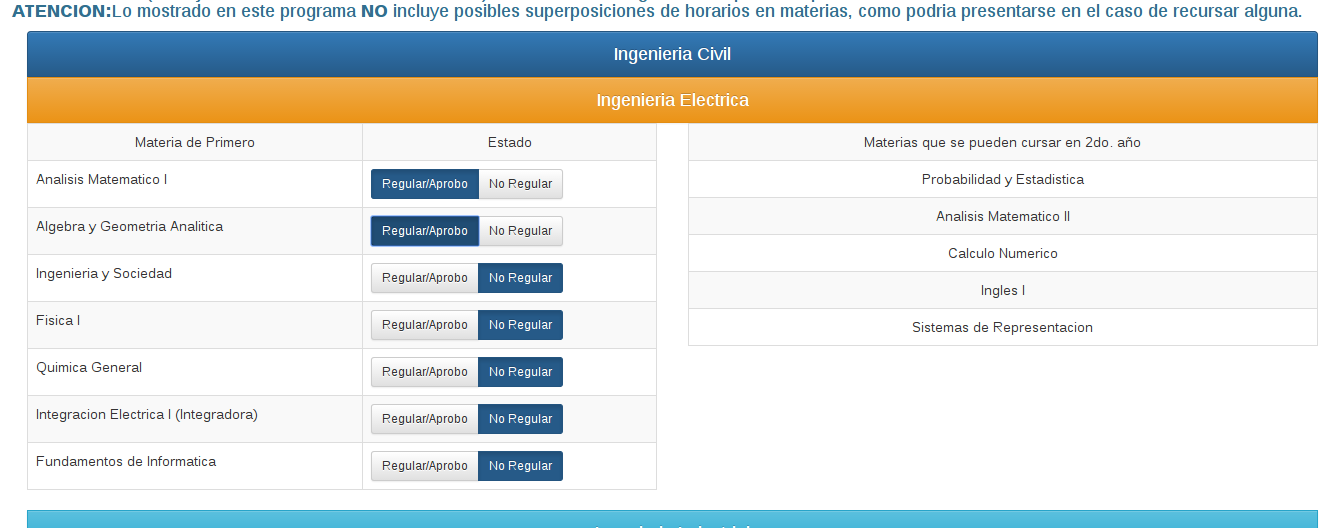 ATENCION:Lo mostrado en este programa NO incluye posibles superposiciones de horarios en materias, como podria presentarse en el caso de recursar alguna.
Ingenieria Civil
Ingenieria Electrica
Materia de Primero Estado
Analisis Matematico I Regular/Aprobo No Regular
Algebra y Geometria Analitica Regular/Aprobo No Regular
Ingenieria y Sociedad Regular/Aprobo No Regular
Fisica I Regular/Aprobo No Regular
Quimica General Regular/Aprobo No Regular
Integracion Electrica I (Integradora) Regular/Aprobo No Regular
Fundamentos de Informatica Regular/Aprobo No Regular
Materias que se pueden cursar en 2do. año
Probabilidad y Estadistica
Analisis Matematico II
Calculo Numerico
Ingles I
Sistemas de Representacion